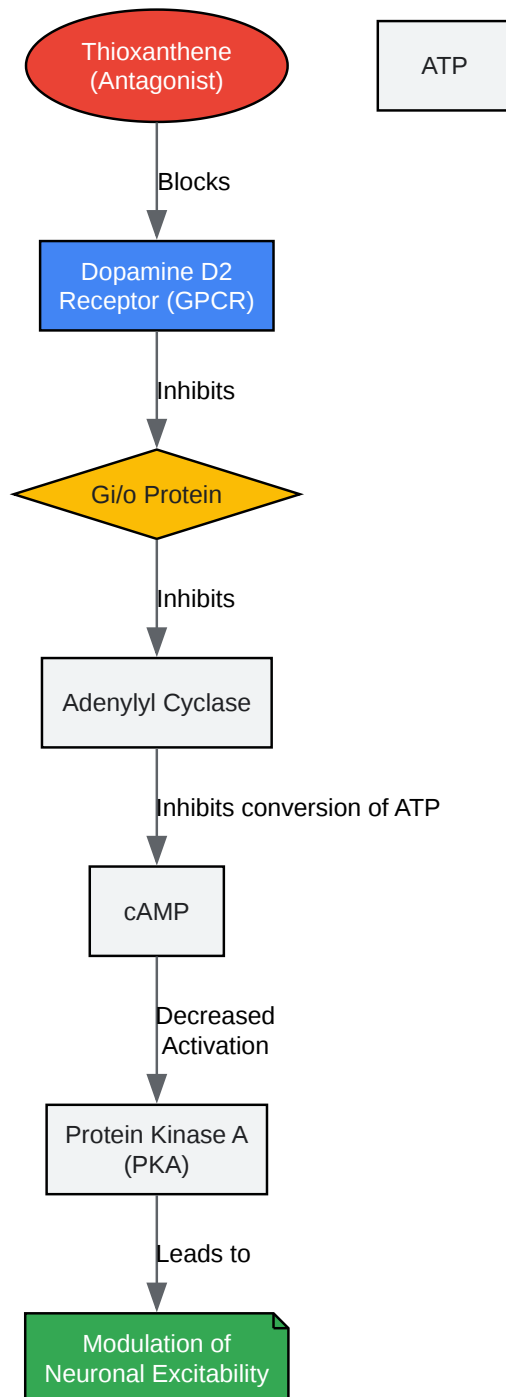 Thioxanthene
(Antagonist)
ATP
Blocks
Dopamine D2
Receptor (GPCR)
Inhibits
Gi/o Protein
Inhibits
Adenylyl Cyclase
Inhibits conversion of ATP
cAMP
Decreased
Activation
Protein Kinase A
(PKA)
Leads to
Modulation of
Neuronal Excitability